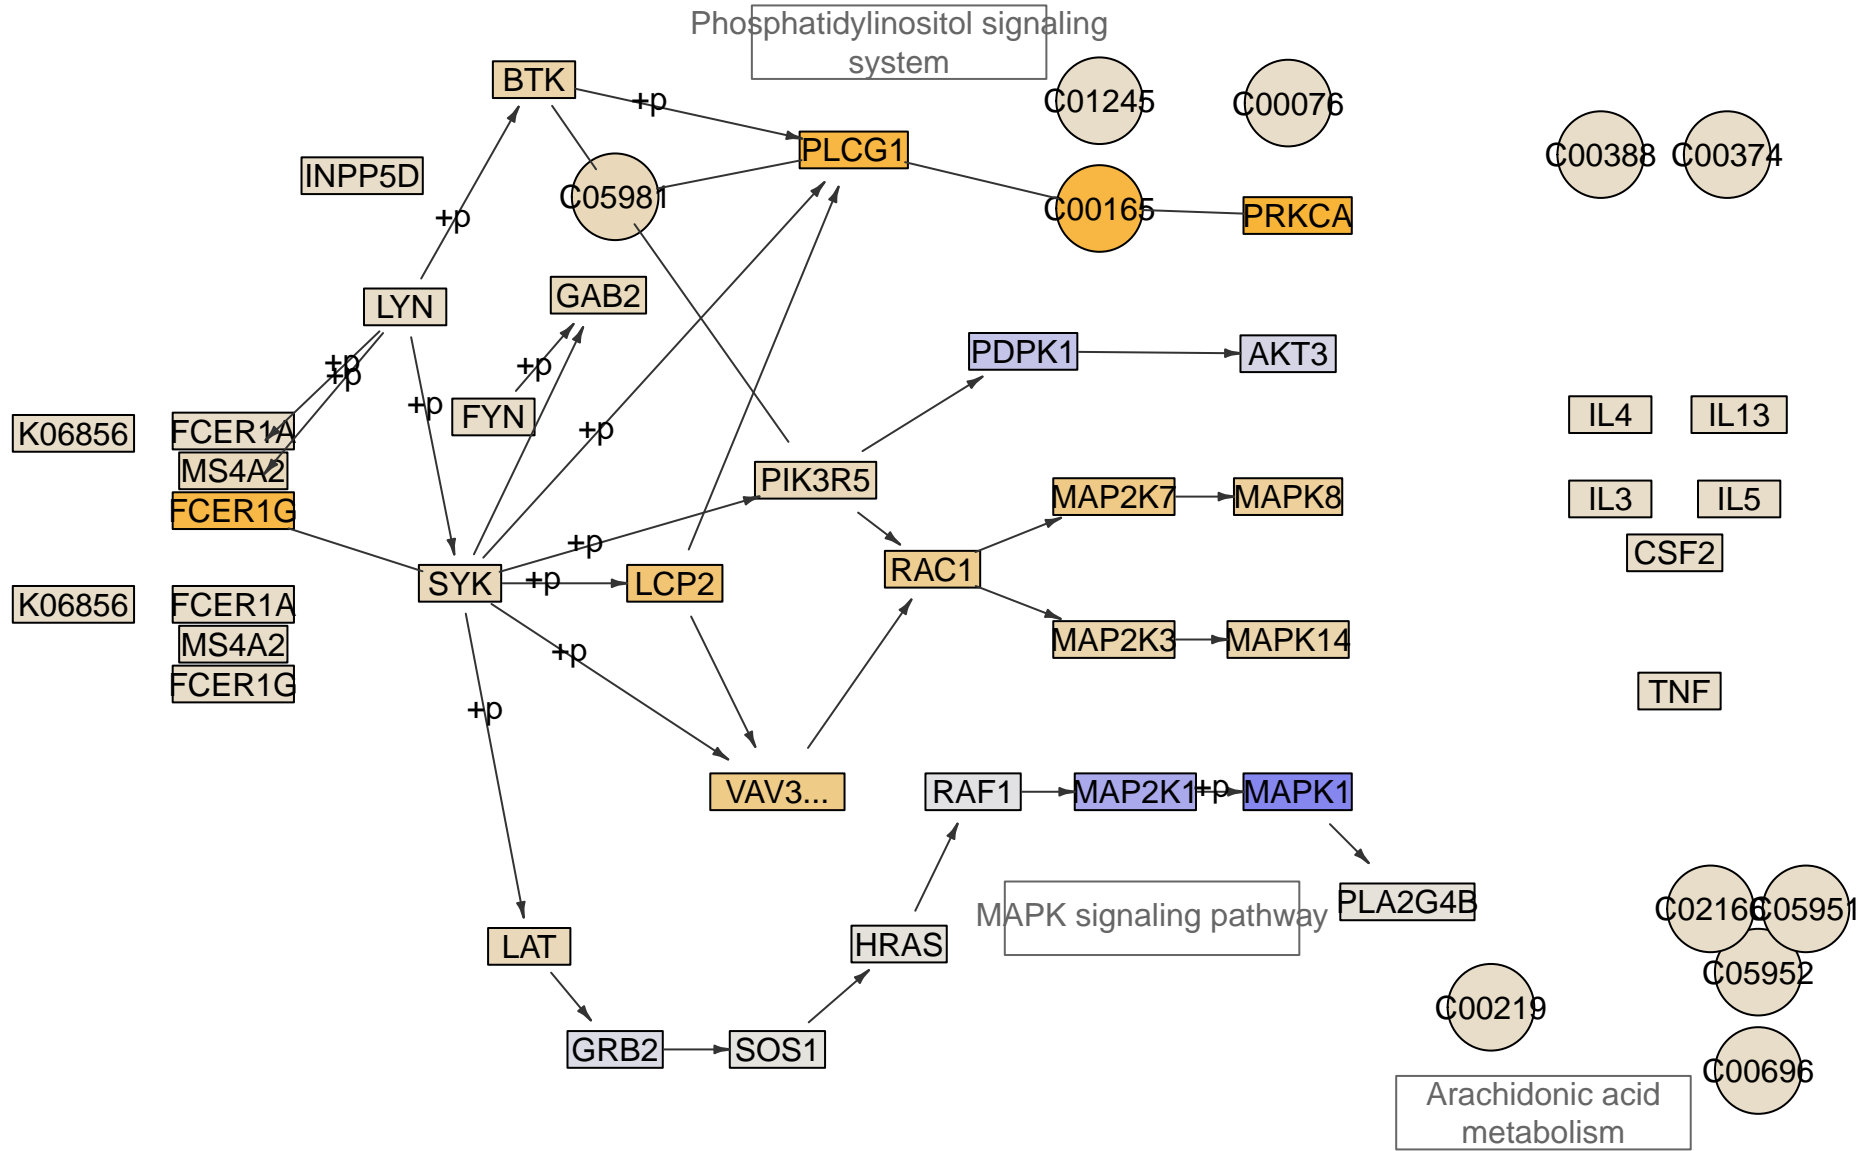 Phosphatidylinositol signaling
system
BTK
+p
C01245
C00076
PLCG1
C00388
C00374
INPP5D
C05981
+p
C00165
PRKCA
LYN
GAB2
+p
+p
+p
PDPK1
AKT3
+p
FYN
+p
K06856
FCER1A
MS4A2
FCER1G
PIK3R5
IL4
IL13
MAP2K7
MAPK8
IL3
IL5
+p
CSF2
SYK
+p
LCP2
RAC1
K06856
FCER1A
MS4A2
FCER1G
+p
MAP2K3
MAPK14
TNF
+p
VAV3...
RAF1
MAP2K1
+p
MAPK1
MAPK signaling pathway
PLA2G4B
C02166
C05951
LAT
HRAS
C05952
C00219
GRB2
SOS1
C00696
Arachidonic acid
metabolism